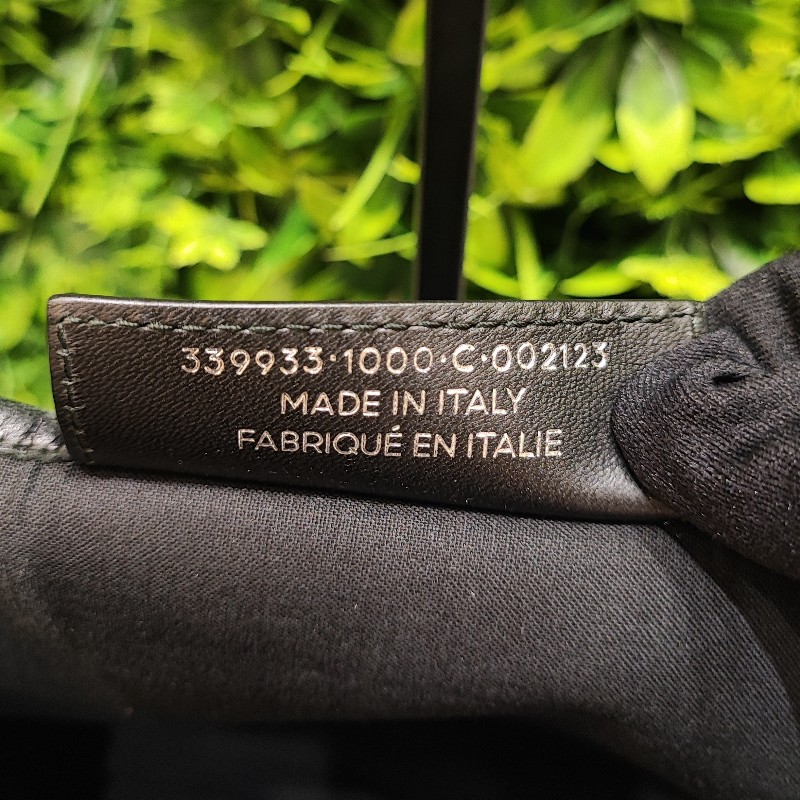 339933·1000·C·002123
MADE IN ITALY
FABRIQUÉ EN ITALIE